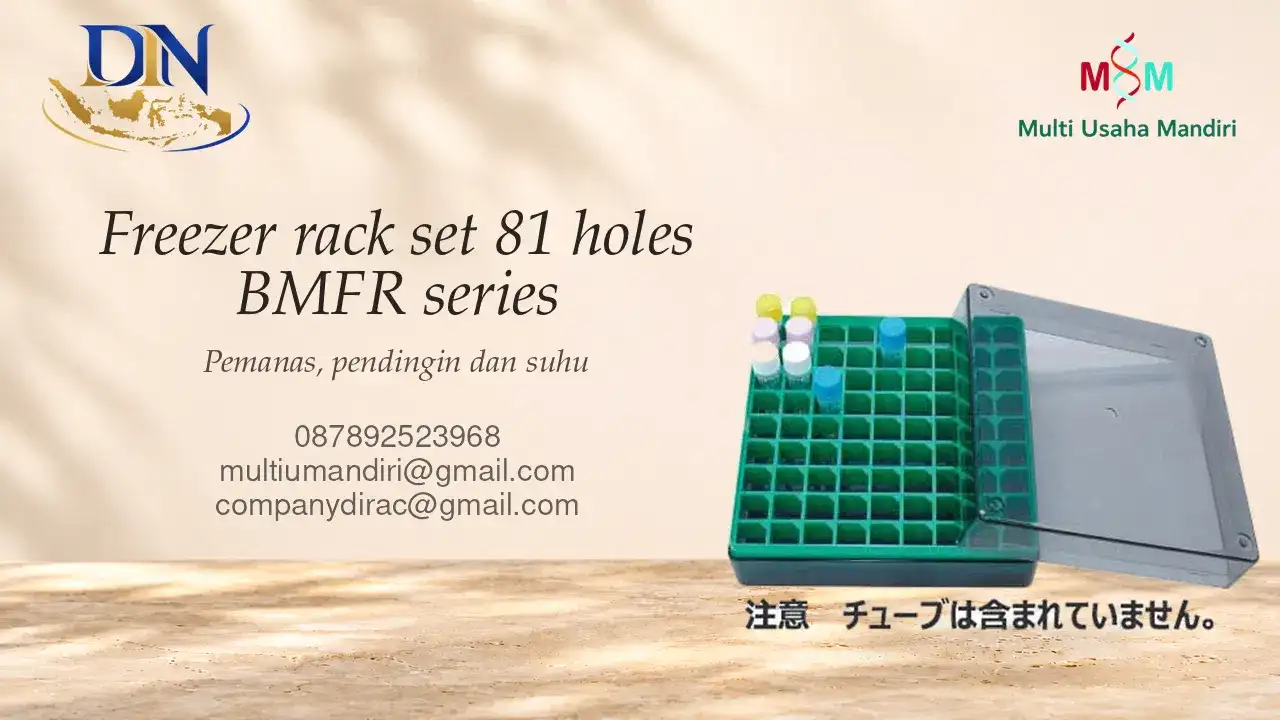 DIN
M M
Multi Usaha Mandiri
Freezer rack set 81 holes
BMFR series
Pemanas, pendingin dan suhu
087892523968
multiumandiri@gmail.com
companydirac@gmail.com
注意　チューブは含まれていません。